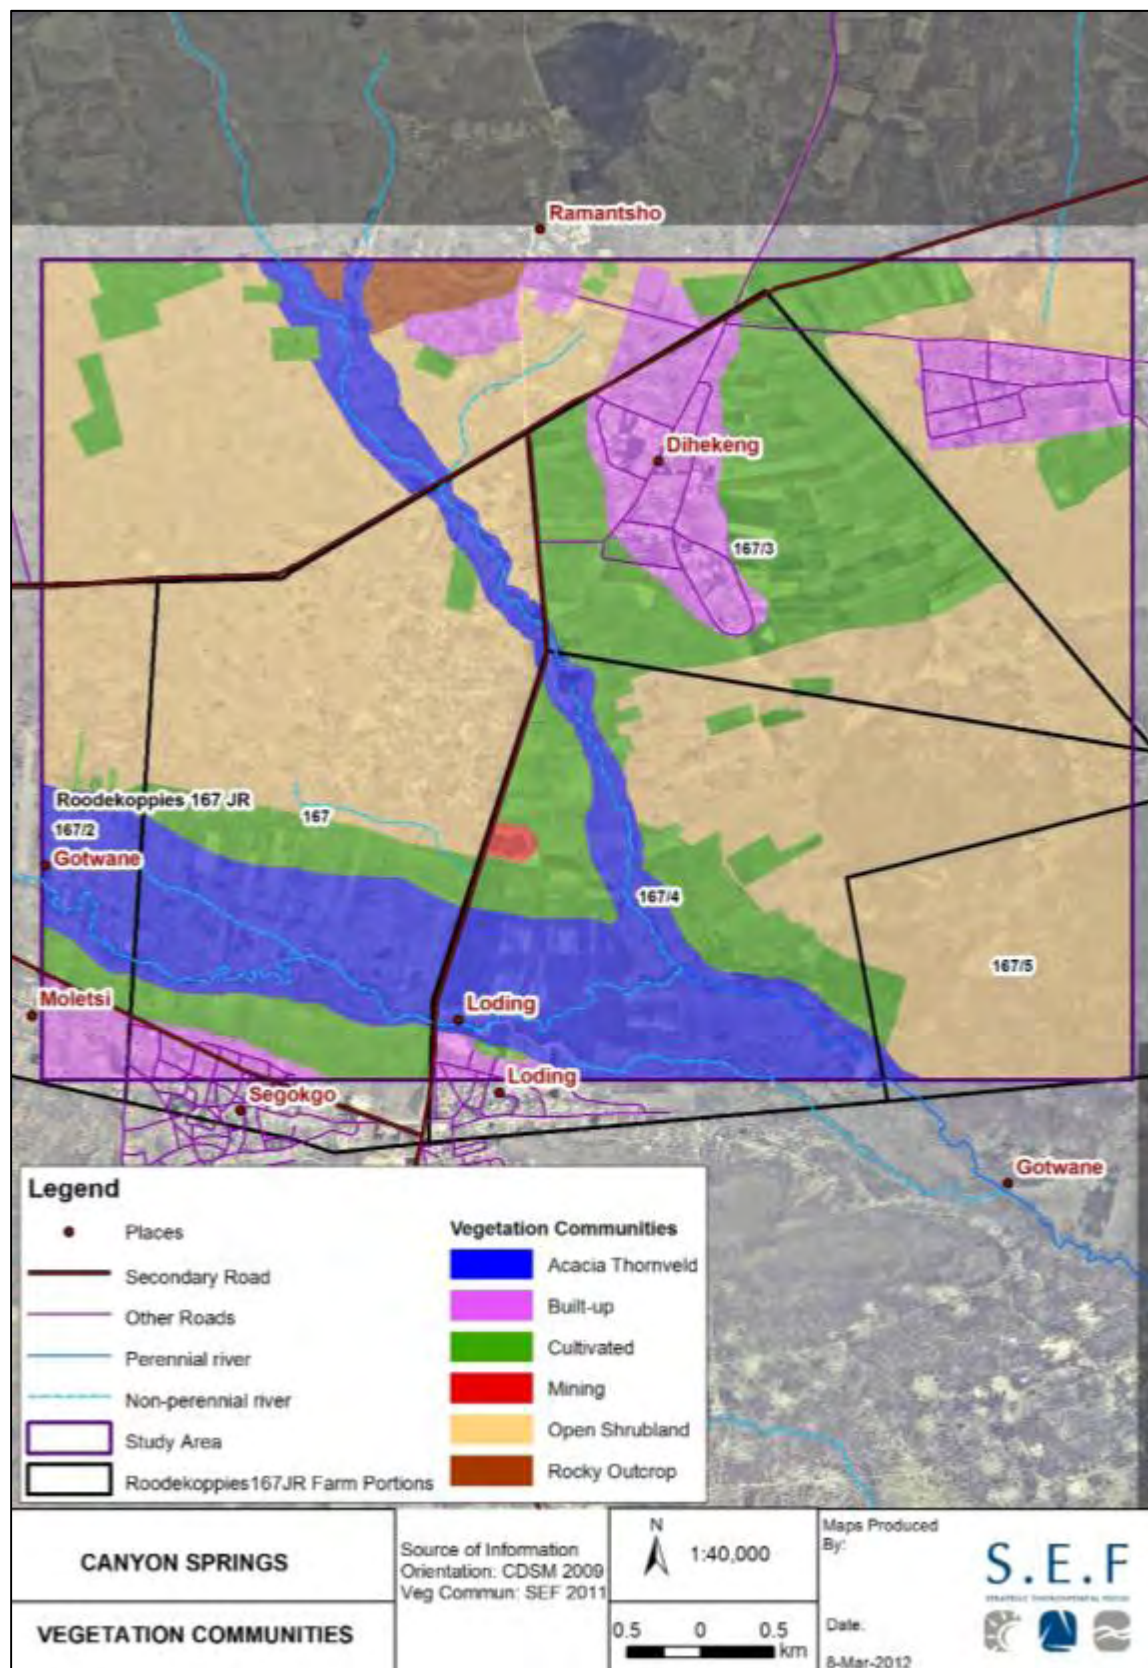 Ramantsho
Dihekeng
167/3
Roodekoppies 167 JR
167
167/2
Gotwane
167/4
167/5
Moletsi
Loding
Loding
Segokgo
Gotwane
Legend
Places
Secondary Road
Other Roads
Perennial river
Non-perennial river
Study Area
Roodekoppies167JR Farm Portions
Vegetation Communities
Acacia Thornveld
Built-up
Cultivated
Mining
Open Shrubland
Rocky Outcrop
CANYON SPRINGS
VEGETATION COMMUNITIES
Source of Information
Orientation: CDSM 2009
Veg Commun: SEF 2011
N
1:40,000
0.5 0 0.5
km
Maps Produced
By:
S.E.F
STRATEGIC ENVIRONMENTAL FOCUS
Date.
8-Mar-2012